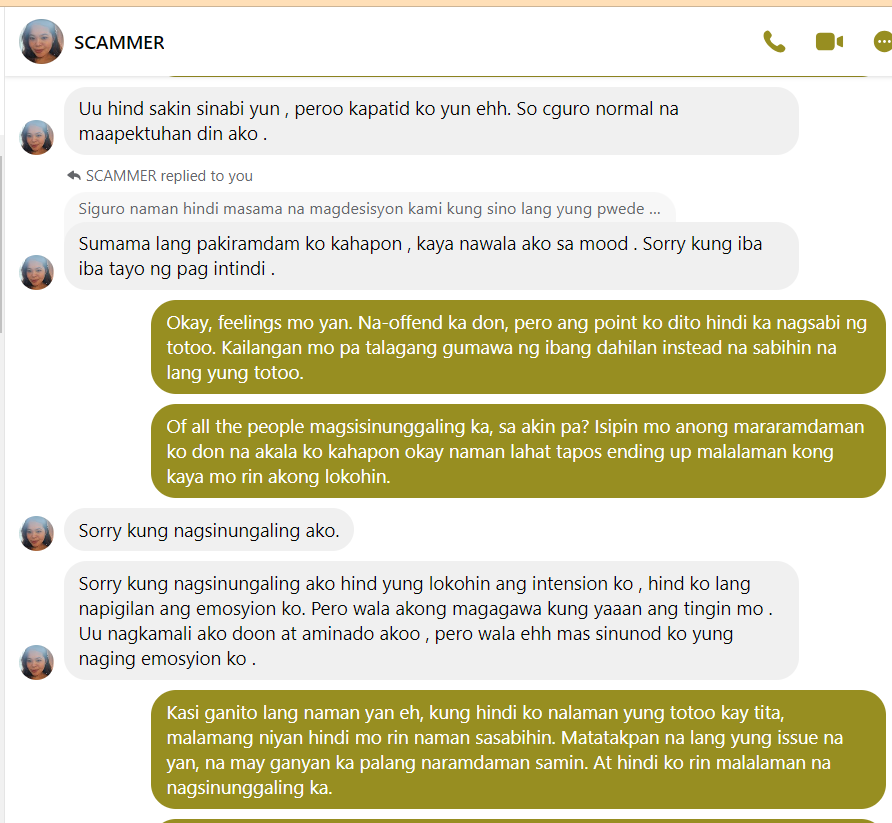 SCAMMER
Uu hind sakin sinabi yun , peroo kapatid ko yun ehh. So cguro normal na
maapektuhan din ako .
SCAMMER replied to you
Siguro naman hindi masama na magdesisyon kami kung sino lang yung pwede ...
Sumama lang pakiramdam ko kahapon , kaya nawala ako sa mood . Sorry kung iba
iba tayo ng pag intindi .
Okay, feelings mo yan. Na-offend ka don, pero ang point ko dito hindi ka nagsabi ng
totoo. Kailangan mo pa talagang gumawa ng ibang dahilan instead na sabihin na
lang yung totoo.
Of all the people magsisinunggaling ka, sa akin pa? Isipin mo anong mararamdaman
ko don na akala ko kahapon okay naman lahat tapos ending up malalaman kong
kaya mo rin akong lokohin.
Sorry kung nagsinungaling ako.
Sorry kung nagsinungaling ako hind yung lokohin ang intension ko , hind ko lang
napigilan ang emosyion ko. Pero wala akong magagawa kung yaaan ang tingin mo .
Uu nagkamali ako doon at aminado akoo , pero wala ehh mas sinunod ko yung
naging emosyion ko .
Kasi ganito lang naman yan eh, kung hindi ko nalaman yung totoo kay tita,
malamang niyan hindi mo rin naman sasabihin. Matatakpan na lang yung issue na
yan, na may ganyan ka palang naramdaman samin. At hindi ko rin malalaman na
nagsinunggaling ka.